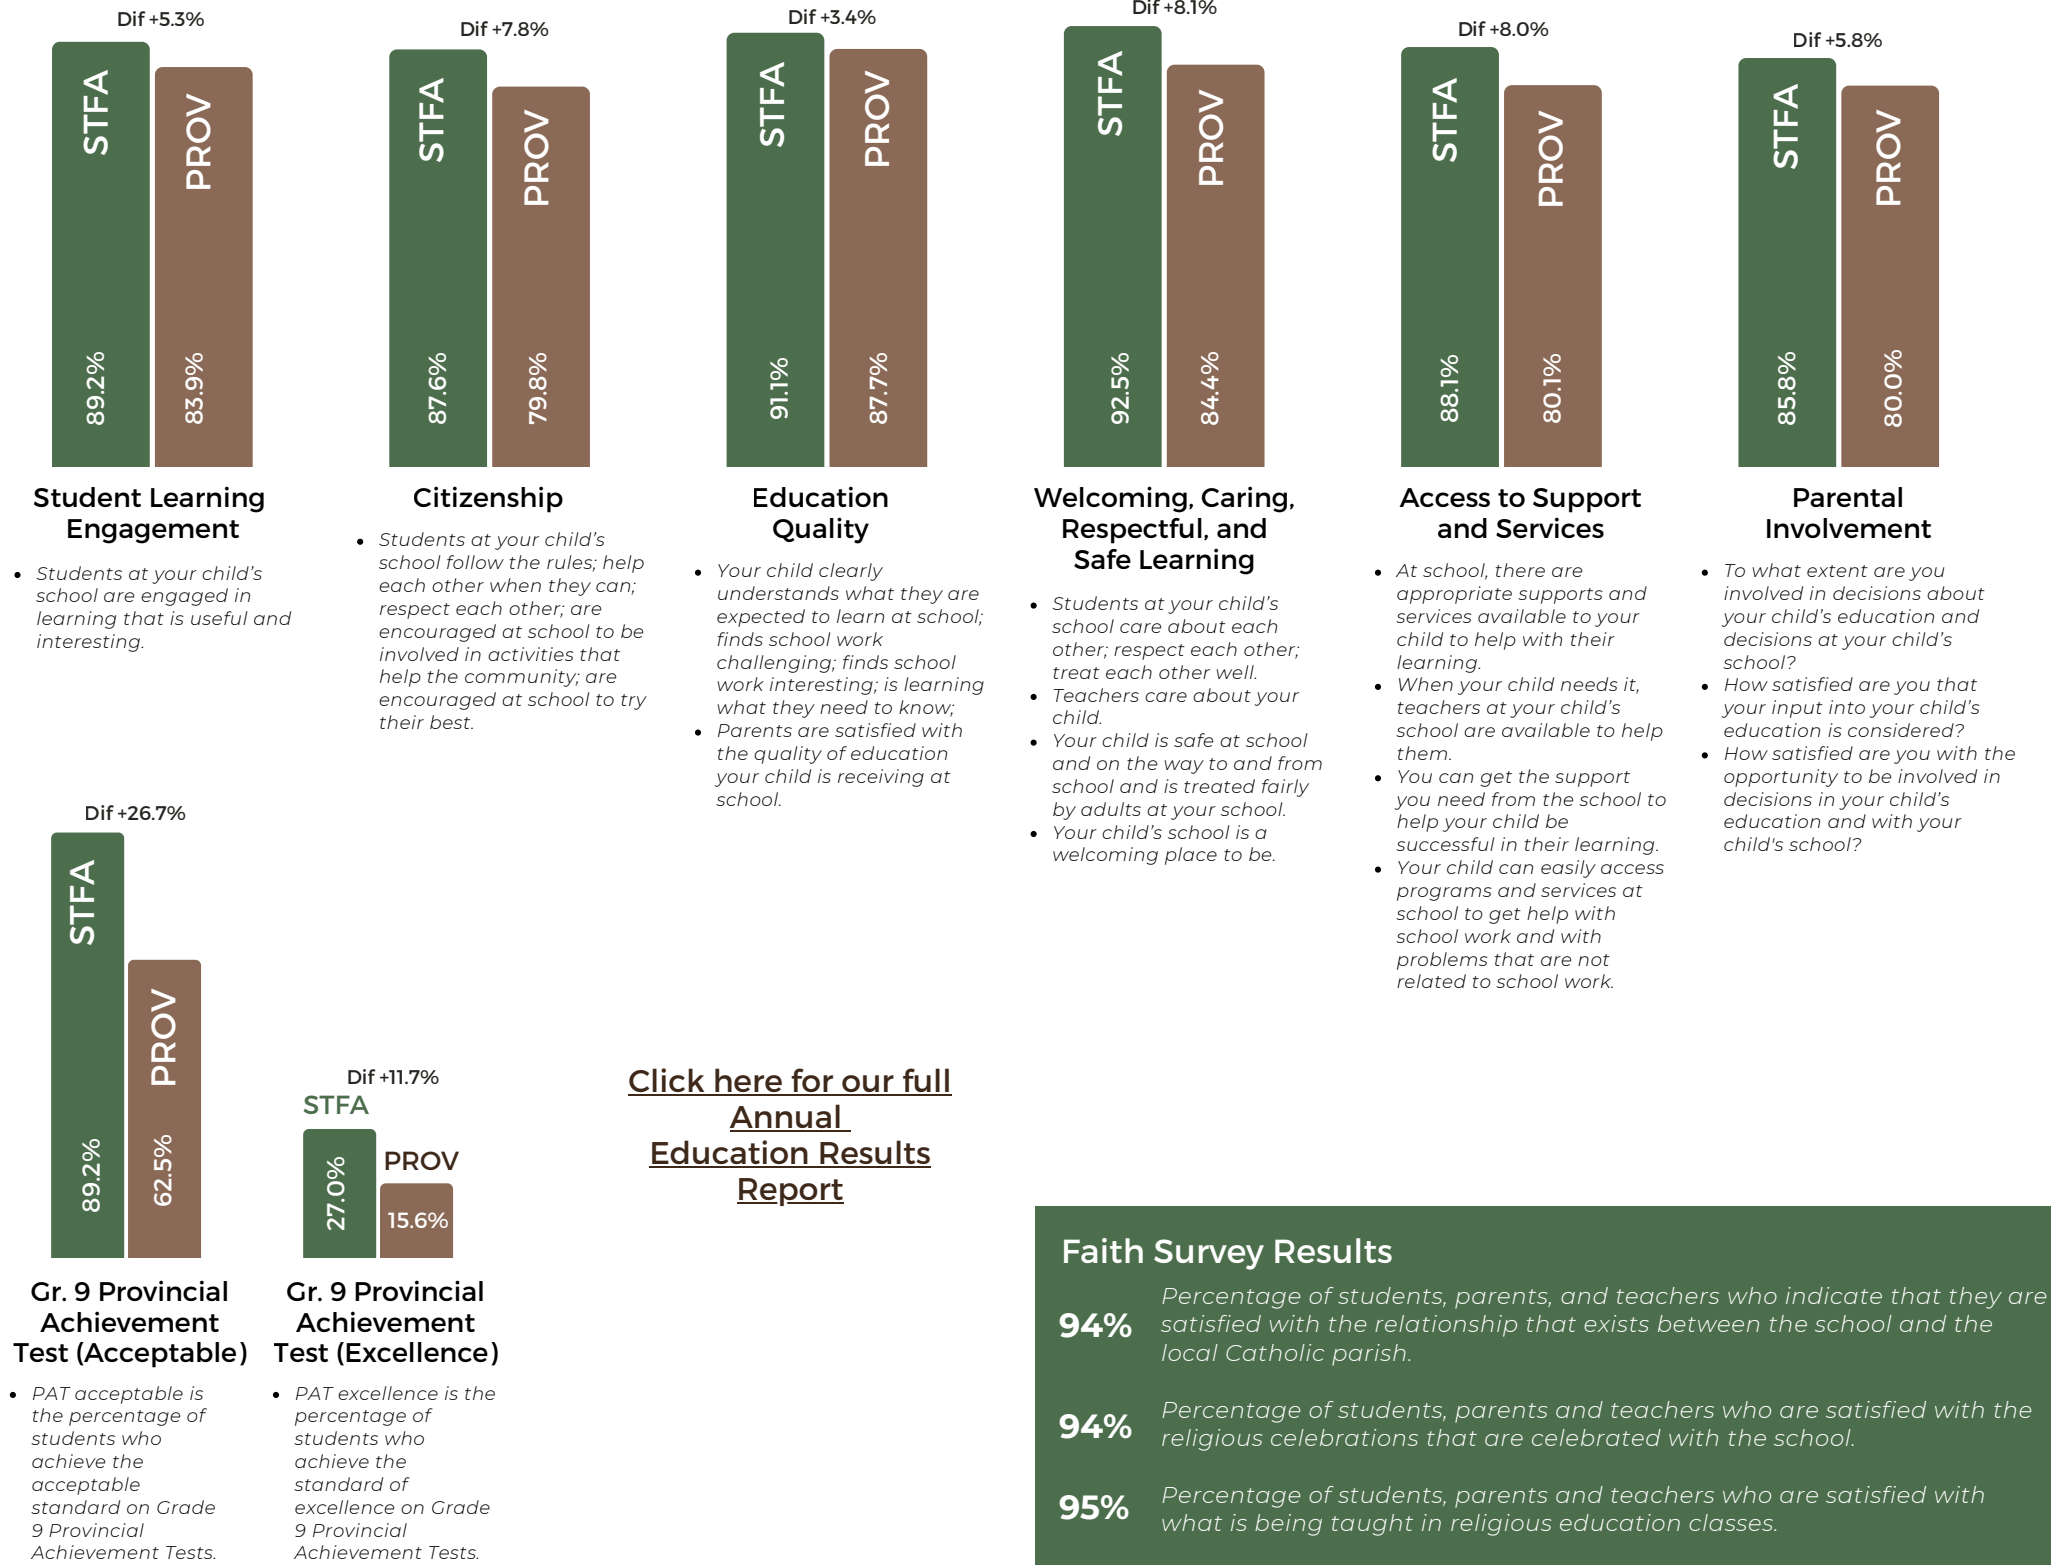 Dif +5.3%
STFA
PROV
89.2%
83.9%
Student Learning
Engagement
• Students at your child's
school are engaged in
learning that is useful and
interesting.
Dif +7.8%
STFA
PROV
87.6%
79.8%
Citizenship
• Students at your child's
school follow the rules; help
each other when they can;
respect each other; are
encouraged at school to be
involved in activities that
help the community; are
encouraged at school to try
their best.
Dif +3.4%
STFA
PROV
91.1%
87.7%
Education
Quality
• Your child clearly
understands what they are
expected to learn at school;
finds school work
challenging; finds school
work interesting; is learning
what they need to know;
• Parents are satisfied with
the quality of education
your child is receiving at
school.
Dif +8.1%
STFA
PROV
92.5%
84.4%
Welcoming, Caring,
Respectful, and
Safe Learning
• Students at your child's
school care about each
other; respect each other;
treat each other well.
• Teachers care about your
child.
• Your child is safe at school
and on the way to and from
school and is treated fairly
by adults at your school.
• Your child's school is a
welcoming place to be.
Dif +8.0%
STFA
PROV
88.1%
80.1%
Access to Support
and Services
• At school, there are
appropriate supports and
services available to your
child to help with their
learning.
• When your child needs it,
teachers at your child's
school are available to help
them.
• You can get the support
you need from the school to
help your child be
successful in their learning.
• Your child can easily access
programs and services at
school to get help with
school work and with
problems that are not
related to school work.
Dif +5.8%
STFA
PROV
85.8%
80.0%
Parental
Involvement
• To what extent are you
involved in decisions about
your child's education and
decisions at your child's
school?
• How satisfied are you that
your input into your child's
education is considered?
• How satisfied are you with the
opportunity to be involved in
decisions in your child's
education and with your
child's school?
Dif +26.7%
STFA
PROV
89.2%
62.5%
Gr. 9 Provincial
Achievement
Test (Acceptable)
• PAT acceptable is
the percentage of
students who
achieve the
acceptable
standard on Grade
9 Provincial
Achievement Tests.
Dif +11.7%
STFA
PROV
27.0%
15.6%
Gr. 9 Provincial
Achievement
Test (Excellence)
• PAT excellence is the
percentage of
students who
achieve the
standard of
excellence on Grade
9 Provincial
Achievement Tests.
Click here for our full
Annual
Education Results
Report
Faith Survey Results
94%
Percentage of students, parents, and teachers who indicate that they are
satisfied with the relationship that exists between the school and the
local Catholic parish.
94%
Percentage of students, parents and teachers who are satisfied with the
religious celebrations that are celebrated with the school.
95%
Percentage of students, parents and teachers who are satisfied with
what is being taught in religious education classes.